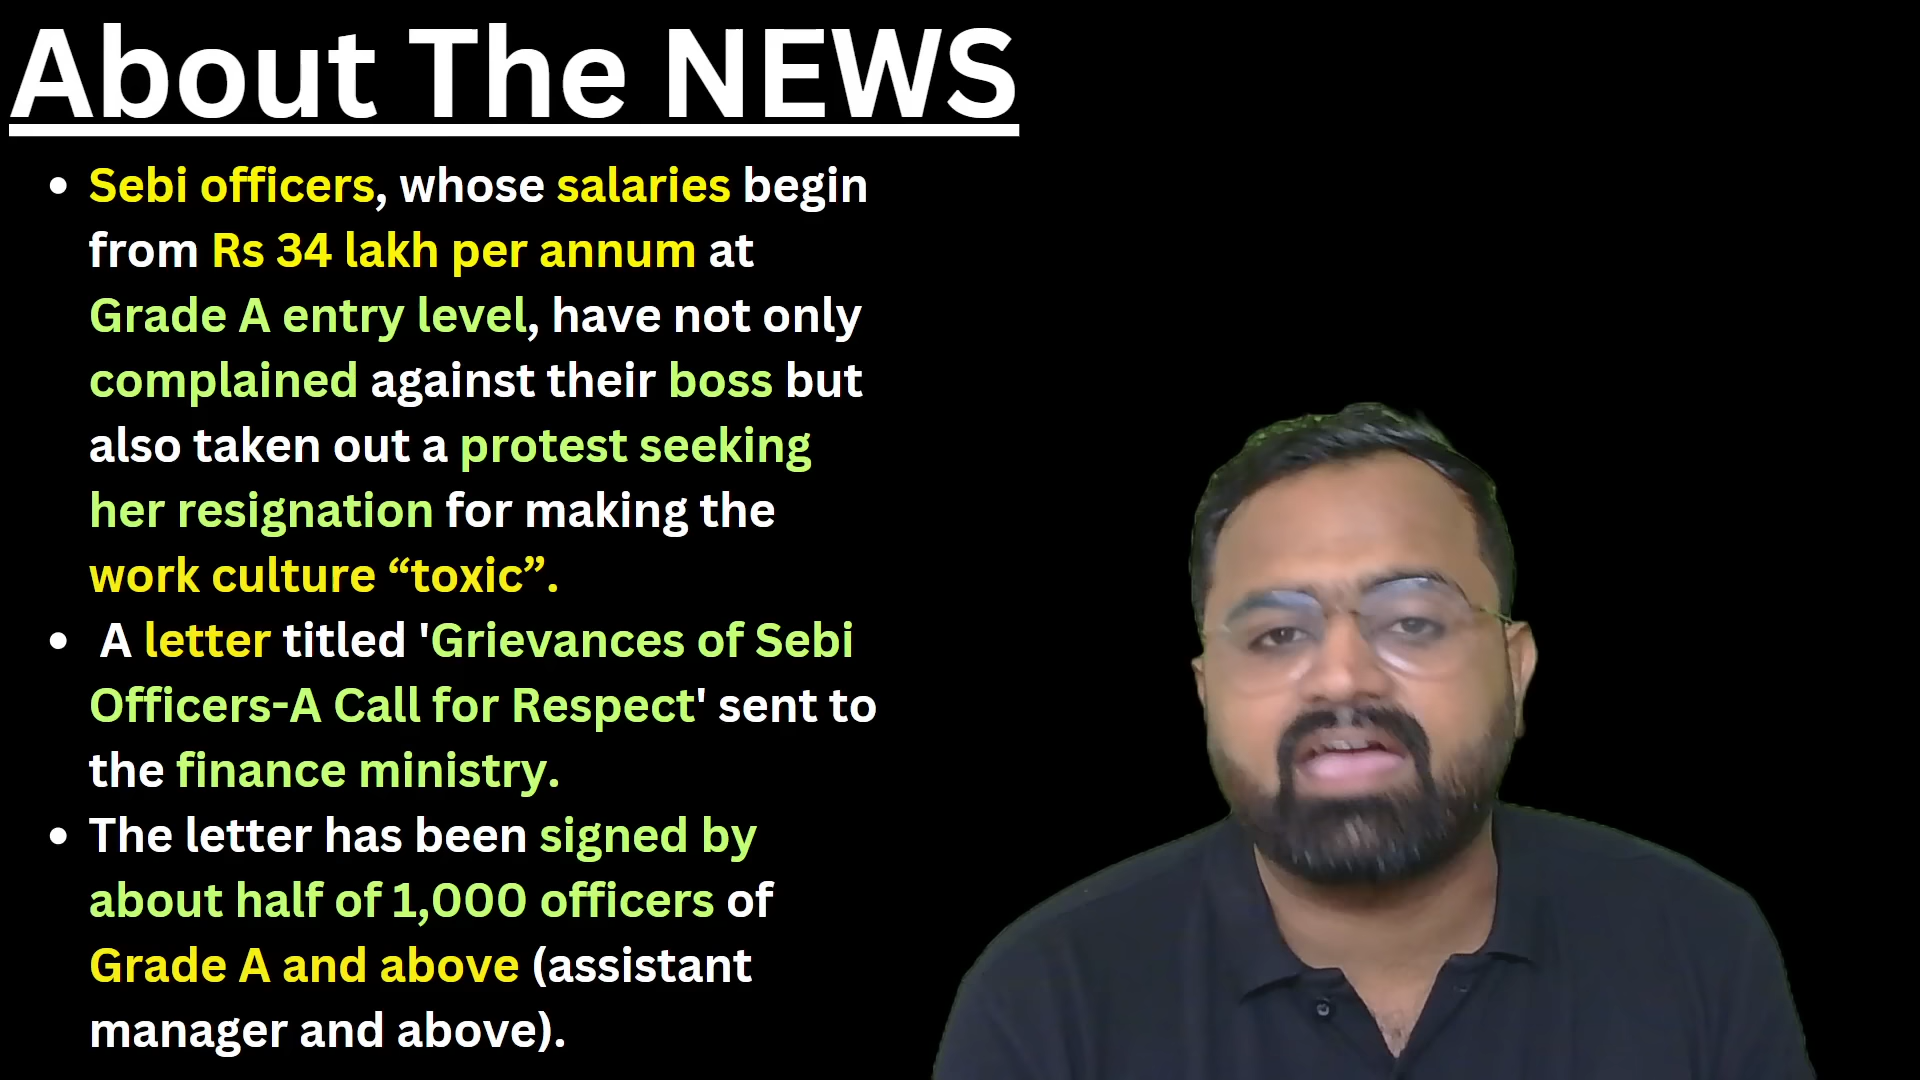 About The NEWS
• Sebi officers, whose salaries begin
from Rs 34 lakh per annum at
Grade A entry level, have not only
complained against their boss but
also taken out a protest seeking
her resignation for making the
work culture “toxic”.
• A letter titled 'Grievances of Sebi
Officers-A Call for Respect' sent to
the finance ministry.
• The letter has been signed by
about half of 1,000 officers of
Grade A and above (assistant
manager and above).